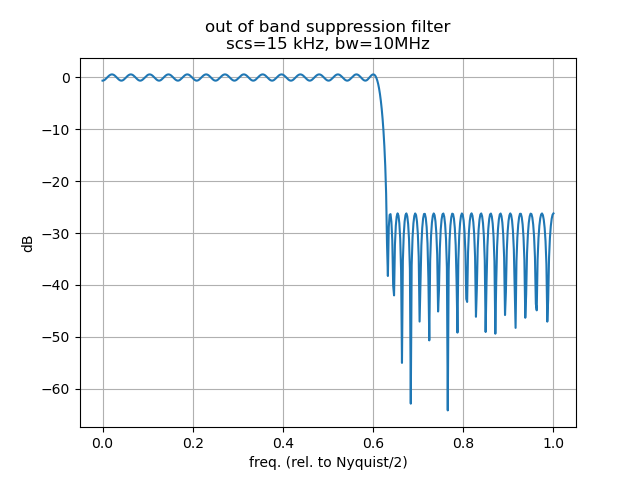 out of band suppression filter
scs=15 kHz, bw=10MHz
0
−10
−20
−30
−40
−50
−60
dB
0.0 0.2 0.4 0.6 0.8 1.0
freq. (rel. to Nyquist/2)